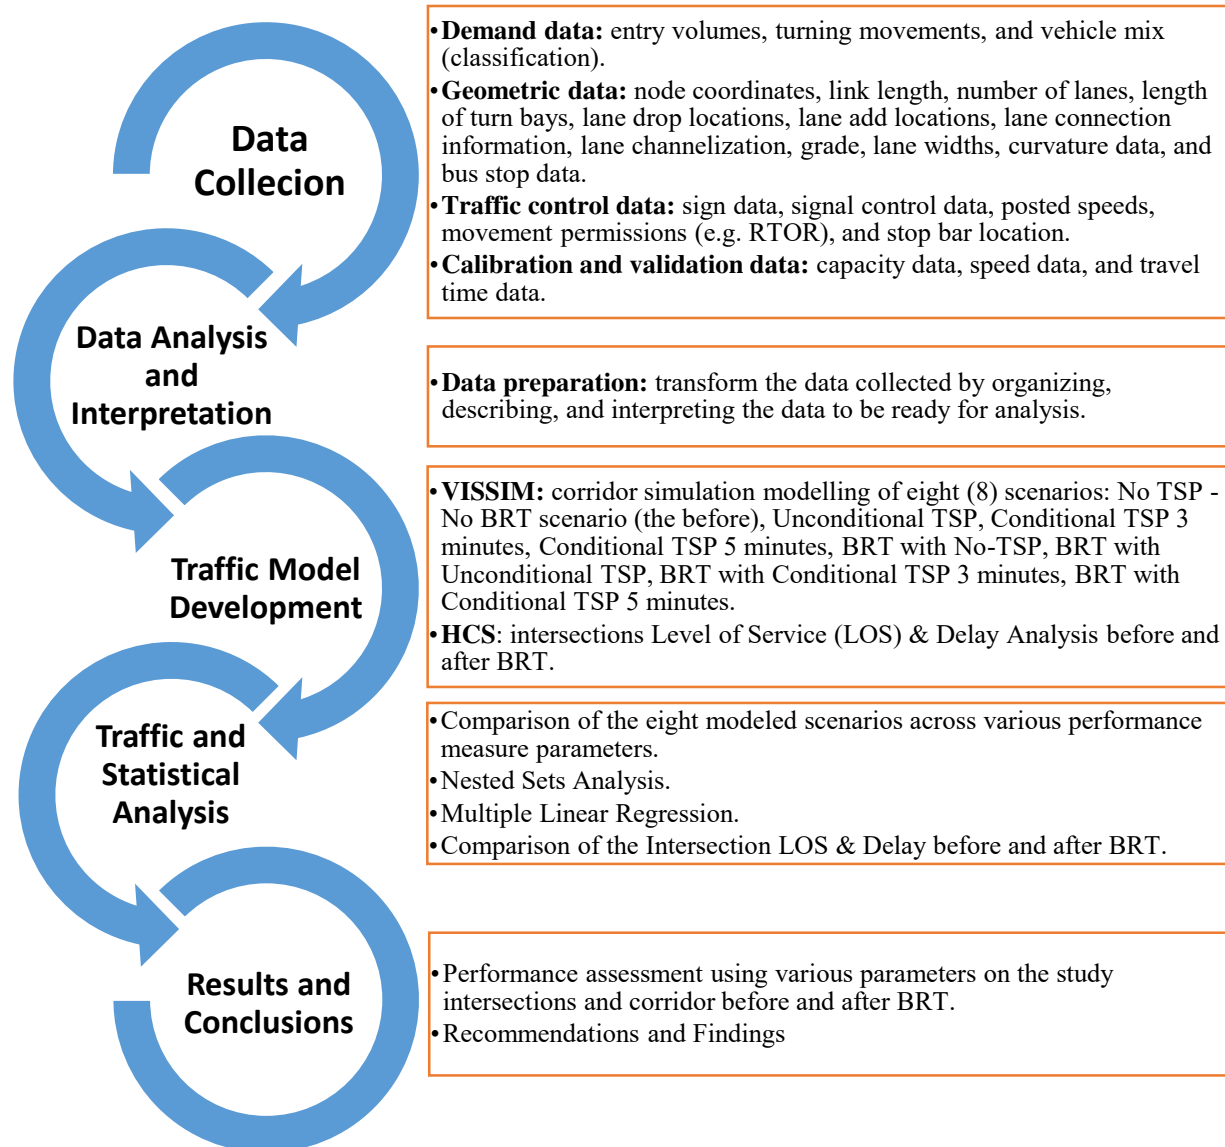 Data
Collecion
•Demand data: entry volumes, turning movements, and vehicle mix
(classification).
•Geometric data: node coordinates, link length, number of lanes, length
of turn bays, lane drop locations, lane add locations, lane connection
information, lane channelization, grade, lane widths, curvature data, and
bus stop data.
•Traffic control data: sign data, signal control data, posted speeds,
movement permissions (e.g. RTOR), and stop bar location.
•Calibration and validation data: capacity data, speed data, and travel
time data.
Data Analysis
and
Interpretation
•Data preparation: transform the data collected by organizing,
describing, and interpreting the data to be ready for analysis.
Traffic Model
Development
•VISSIM: corridor simulation modelling of eight (8) scenarios: No TSP -
No BRT scenario (the before), Unconditional TSP, Conditional TSP 3
minutes, Conditional TSP 5 minutes, BRT with No-TSP, BRT with
Unconditional TSP, BRT with Conditional TSP 3 minutes, BRT with
Conditional TSP 5 minutes.
•HCS: intersections Level of Service (LOS) & Delay Analysis before and
after BRT.
Traffic and
Statistical
Analysis
•Comparison of the eight modeled scenarios across various performance
measure parameters.
•Nested Sets Analysis.
•Multiple Linear Regression.
•Comparison of the Intersection LOS & Delay before and after BRT.
Results and
Conclusions
•Performance assessment using various parameters on the study
intersections and corridor before and after BRT.
•Recommendations and Findings